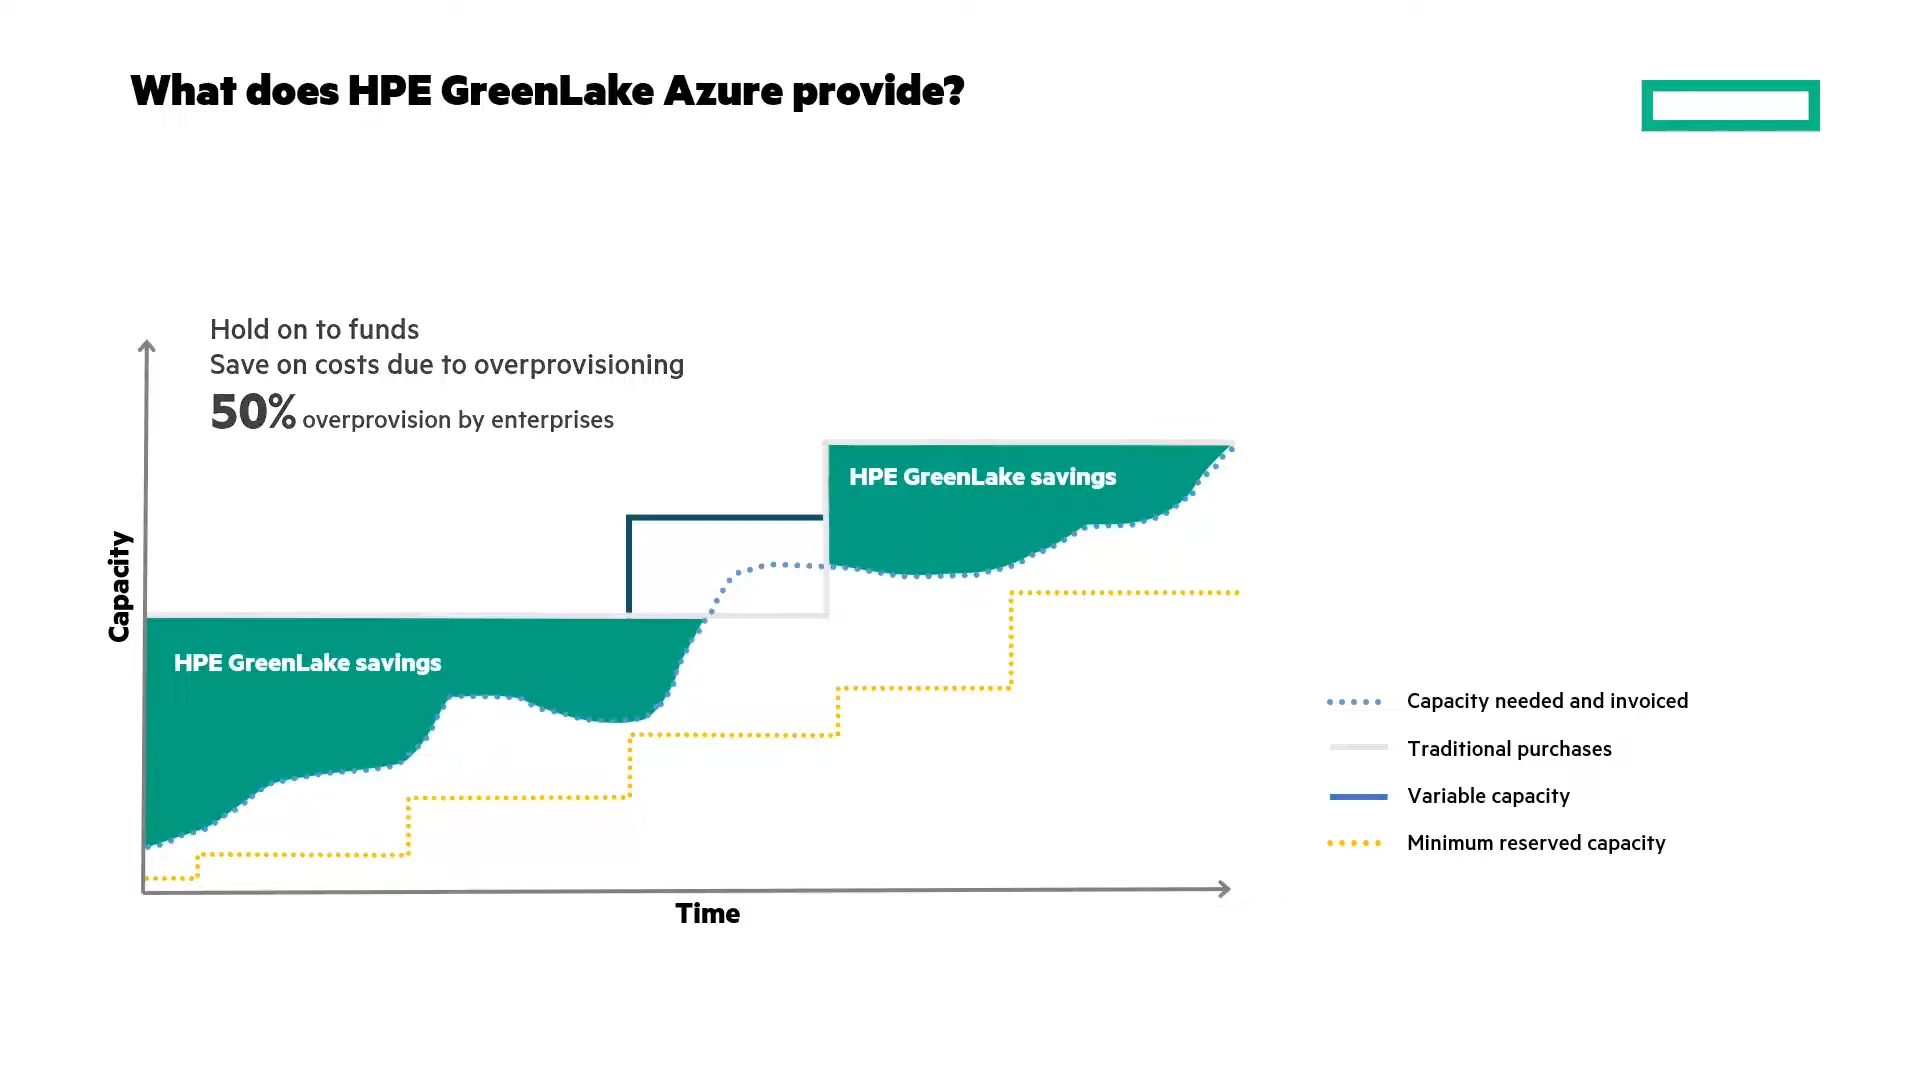 What does HPE GreenLake Azure provide?
Hold on to funds
Save on costs due to overprovisioning
50% overprovision by enterprises
HPE GreenLake savings
Capacity
HPE GreenLake savings
Capacity needed and invoiced
Traditional purchases
Variable capacity
Minimum reserved capacity
Time